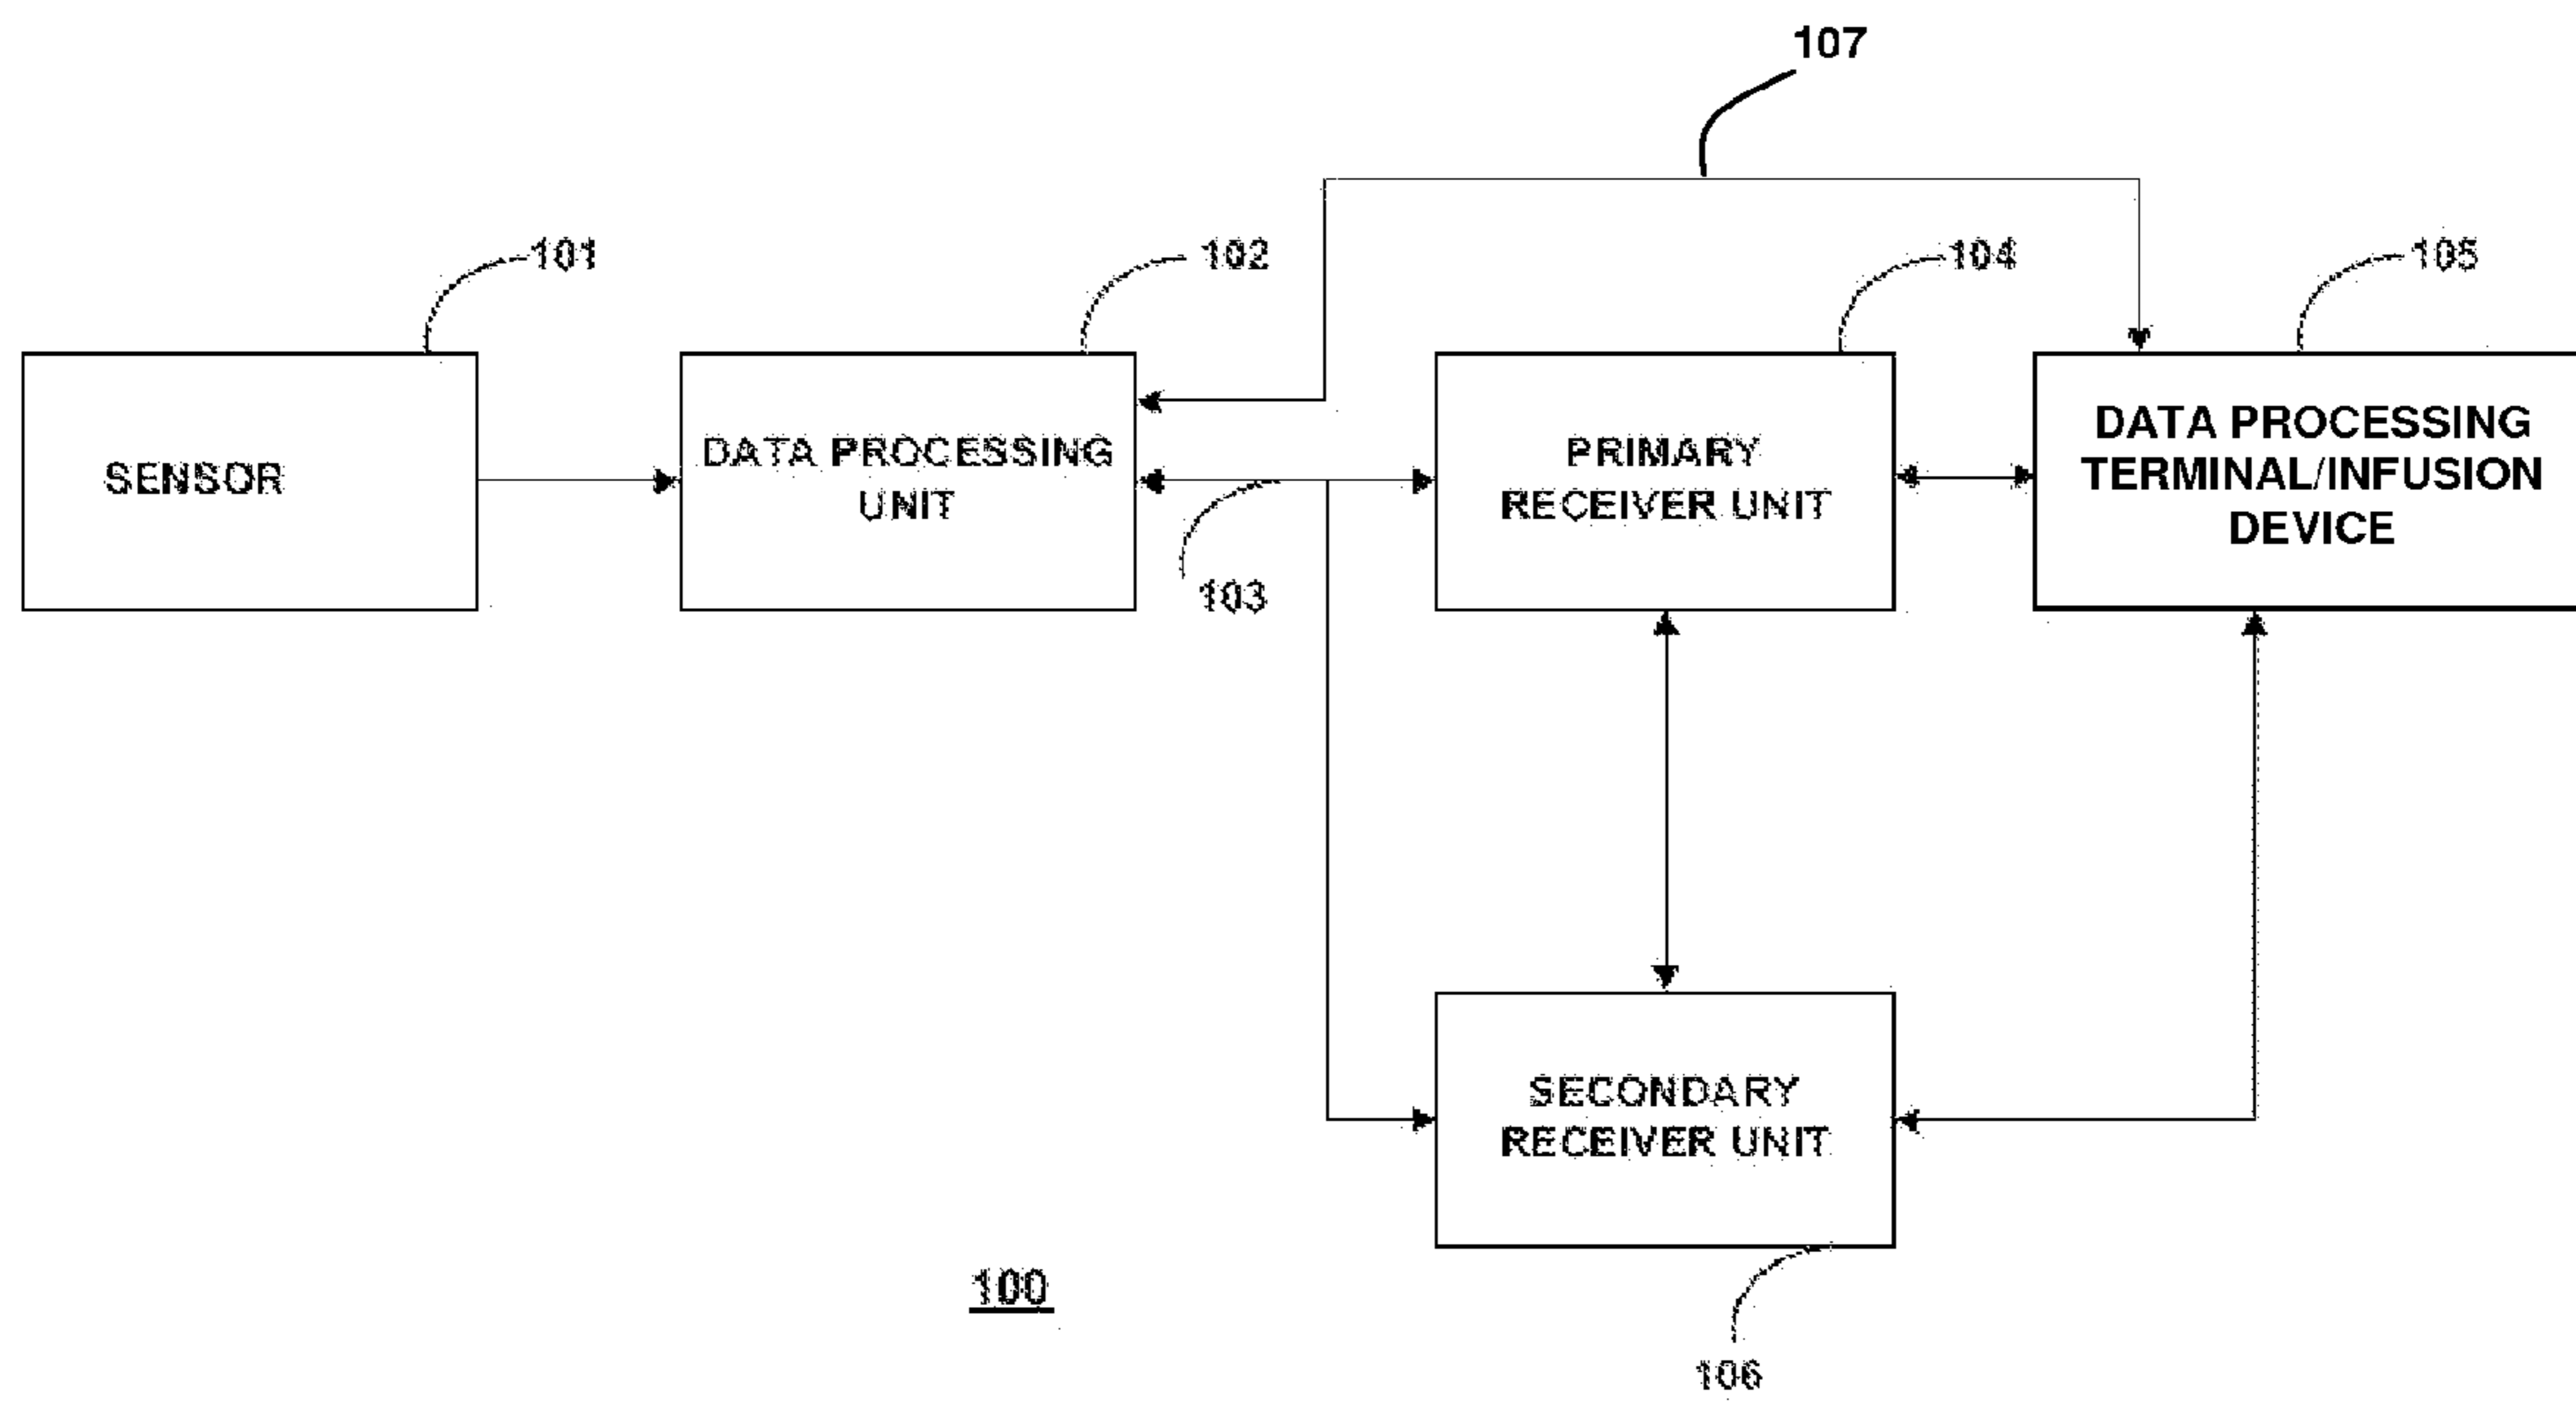 107
101
102
104
105
SENSOR
DATA PROCESSING
UNIT
PRIMARY
RECEIVER UNIT
DATA PROCESSING
TERMINAL/INFUSION
DEVICE
103
SECONDARY
RECEIVER UNIT
100
106